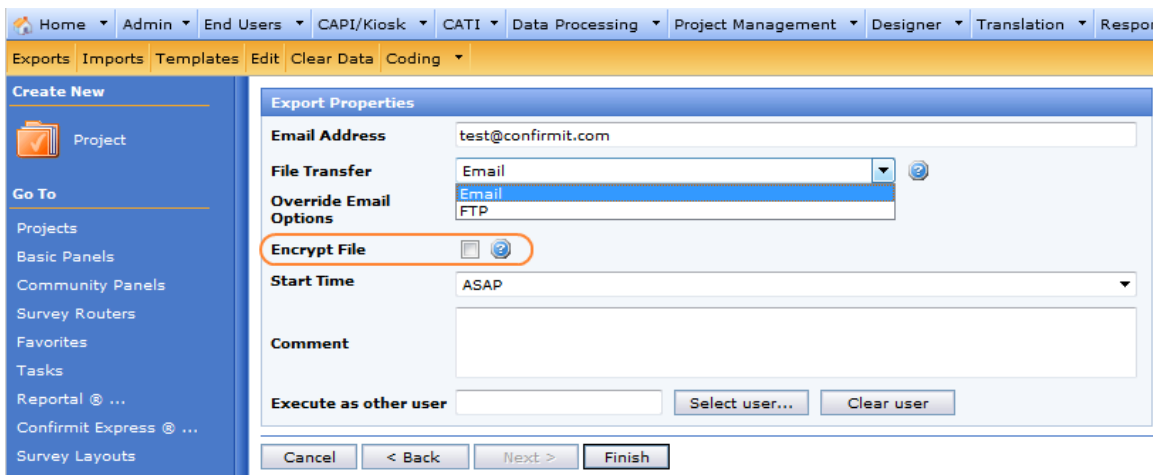 Home Admin End Users CAPI/Kiosk CATI Data Processing Project Management Designer Translation Respo
Exports Imports Templates Edit Clear Data Coding
Create New
Project
Go To
Projects
Basic Panels
Community Panels
Survey Routers
Favorites
Tasks
Reportal ® ...
Confirmit Express ® ...
Survey Layouts
Export Properties
Email Address test@confirmit.com
File Transfer Email
Email
FTP
Override Email
Options
Encrypt File
Start Time ASAP
Comment
Execute as other user Select user... Clear user
Cancel < Back Next > Finish